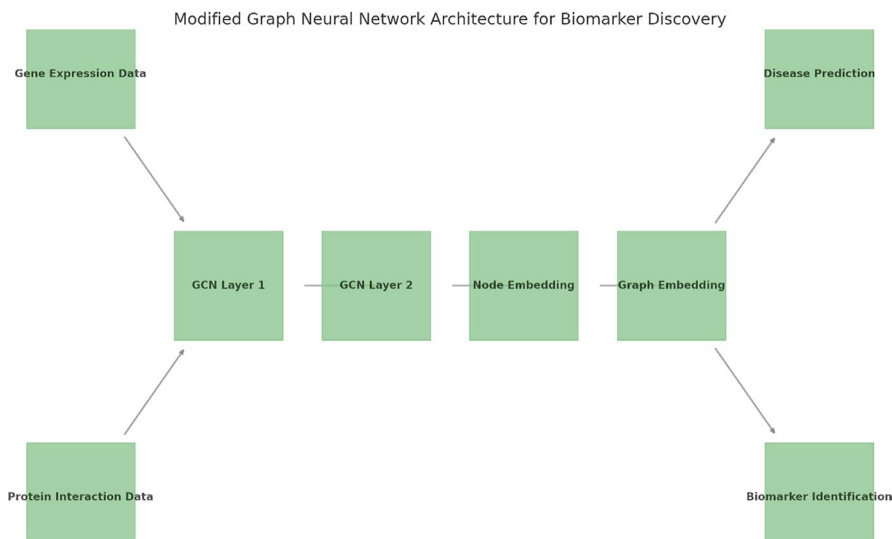 Modified Graph Neural Network Architecture for Biomarker Discovery
Gene Expression Data
Disease Prediction
GCN Layer 1
GCN Layer 2
Node Embedding
Graph Embedding
Protein Interaction Data
Biomarker Identification